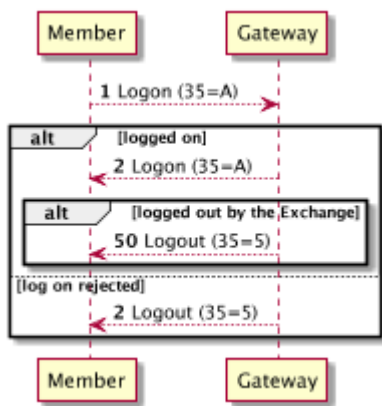 Member Gateway
1 Logon (35=A)
alt [logged on]
2 Logon (35=A)
alt [logged out by the Exchange]
50 Logout (35=5)
[log on rejected]
2 Logout (35=5)
Member Gateway